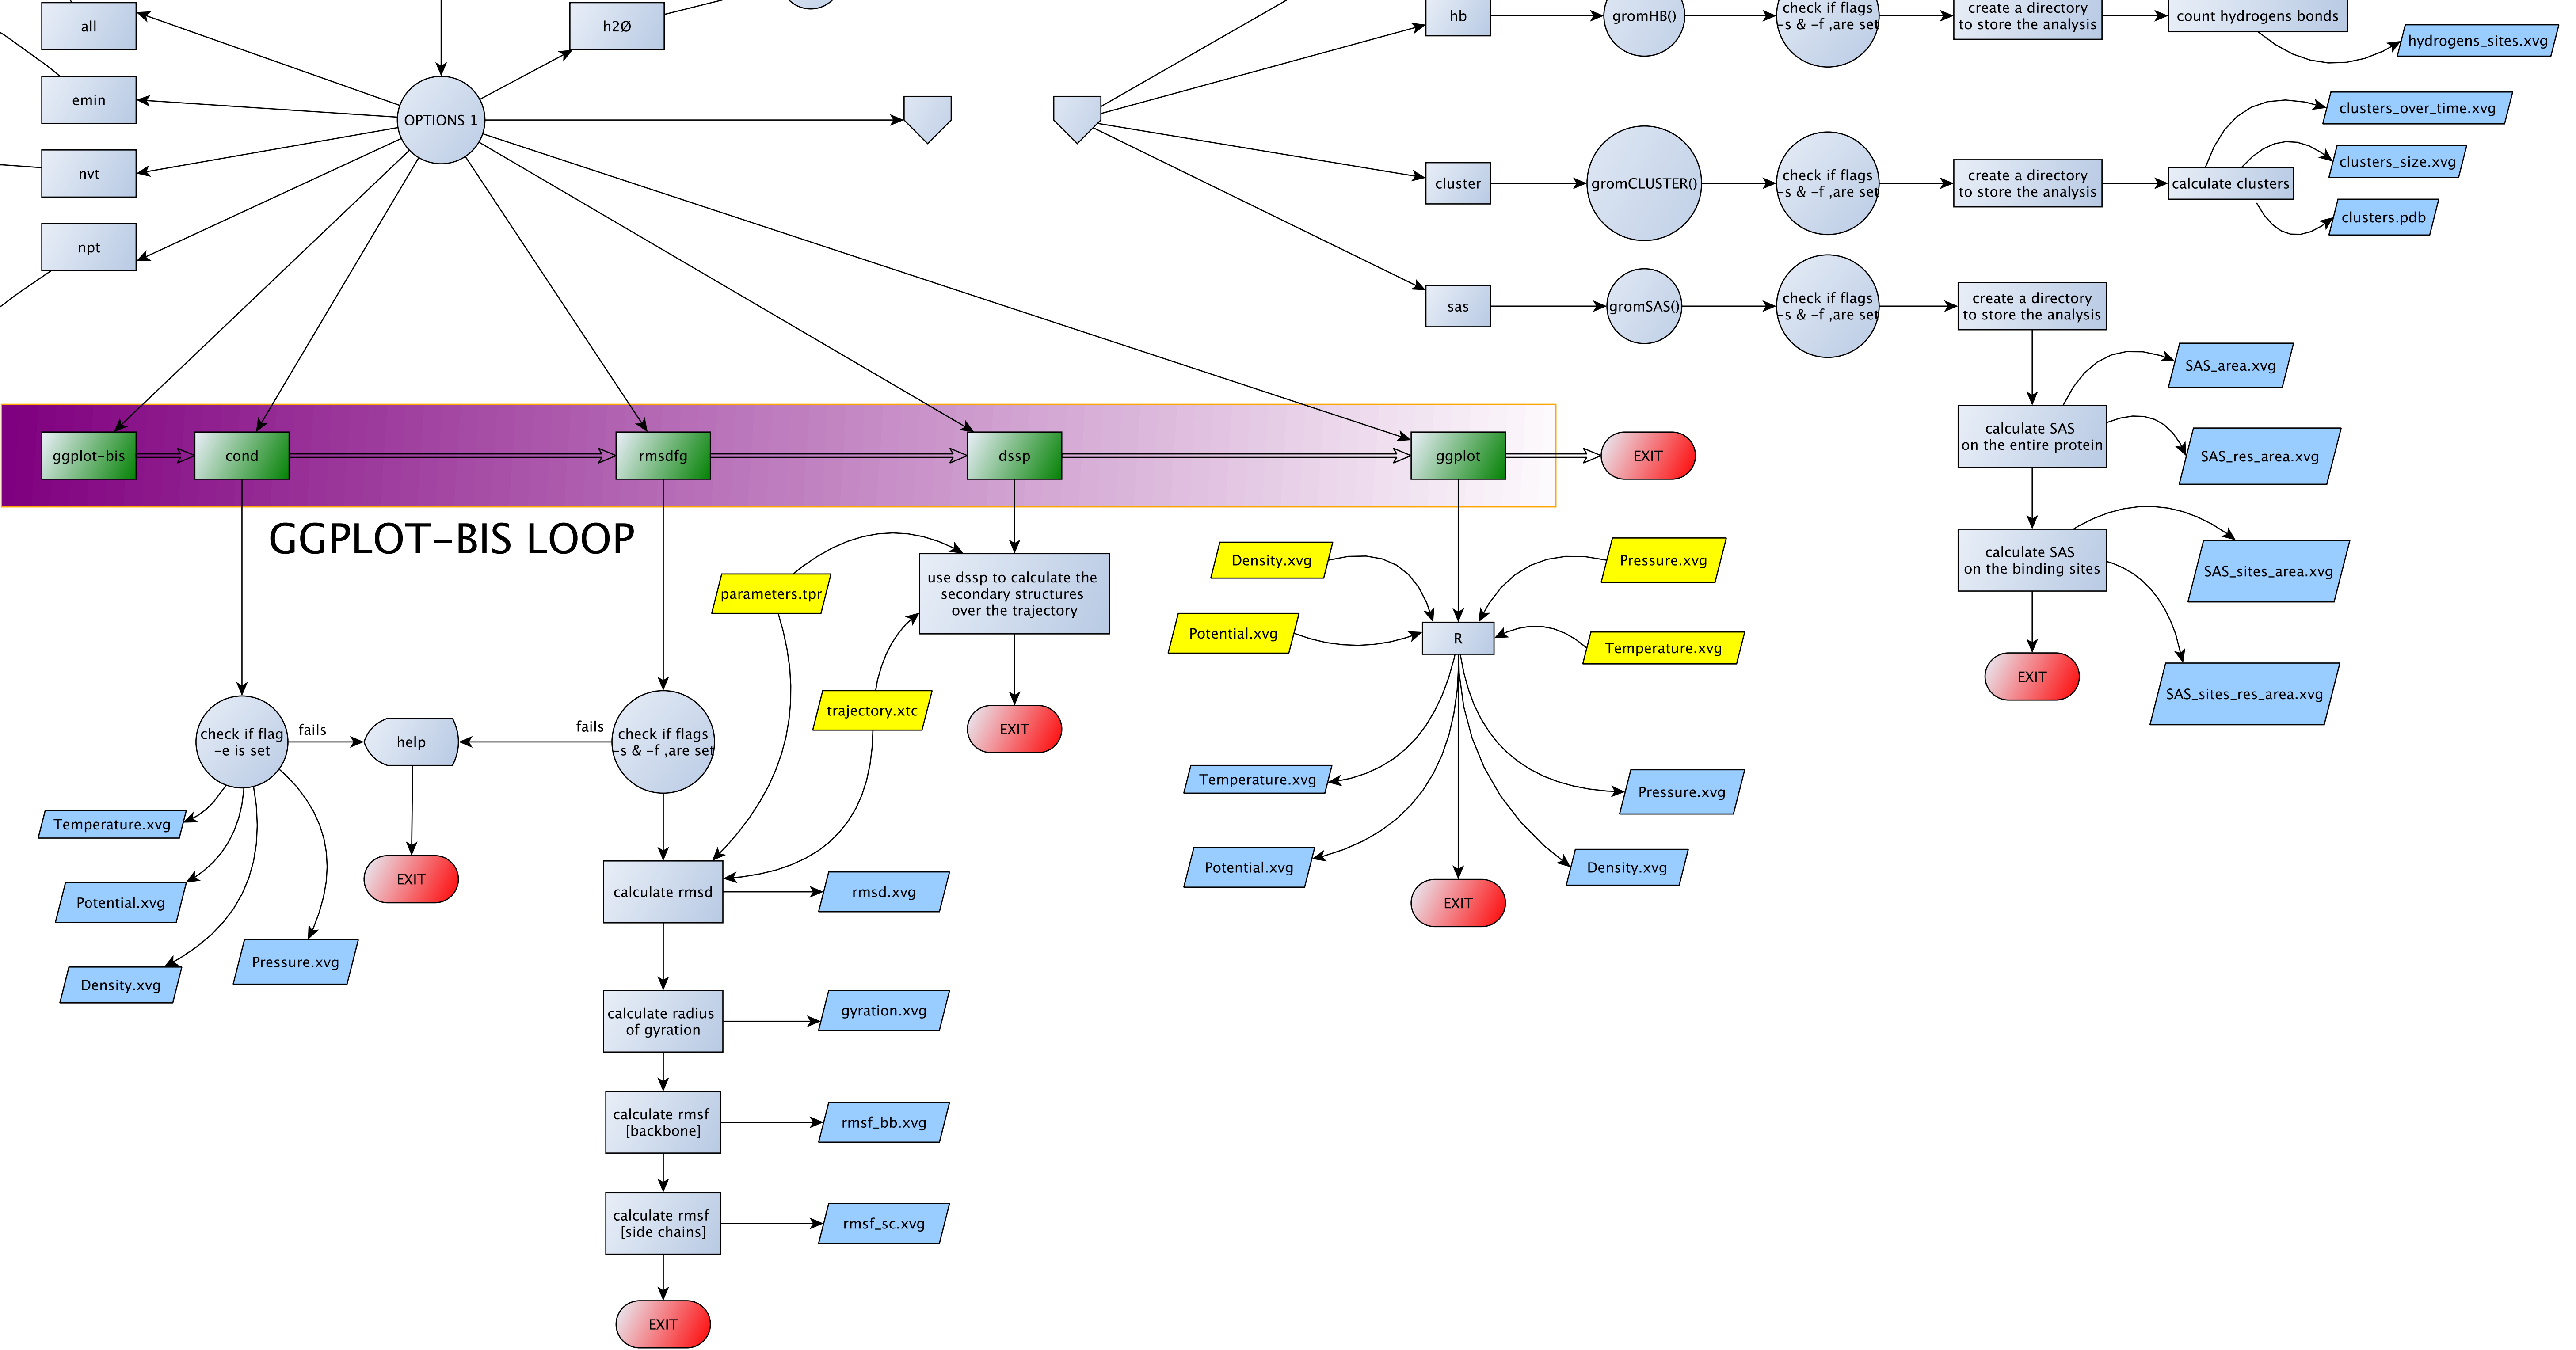 all
h2Ø
hb
gromHB()
check if flags
-s & -f ,are set
create a directory
to store the analysis
count hydrogens bonds
hydrogens_sites.xvg
emin
OPTIONS 1
clusters_over_time.xvg
nvt
cluster
gromCLUSTER()
check if flags
-s & -f ,are set
create a directory
to store the analysis
calculate clusters
clusters_size.xvg
clusters.pdb
npt
sas
gromSAS()
check if flags
-s & -f ,are set
create a directory
to store the analysis
SAS_area.xvg
calculate SAS
on the entire protein
SAS_res_area.xvg
ggplot-bis
cond
rmsdfg
dssp
ggplot
EXIT
GGPLOT-BIS LOOP
calculate SAS
on the binding sites
SAS_sites_area.xvg
SAS_sites_res_area.xvg
EXIT
parameters.tpr
use dssp to calculate the
secondary structures
over the trajectory
trajectory.xtc
EXIT
Density.xvg
Pressure.xvg
Potential.xvg
R
Temperature.xvg
check if flag
-e is set
fails
help
fails
check if flags
-s & -f ,are set
Temperature.xvg
Pressure.xvg
Potential.xvg
Density.xvg
EXIT
Temperature.xvg
Potential.xvg
Density.xvg
Pressure.xvg
EXIT
calculate rmsd
rmsd.xvg
calculate radius
of gyration
gyration.xvg
calculate rmsf
[backbone]
rmsf_bb.xvg
calculate rmsf
[side chains]
rmsf_sc.xvg
EXIT